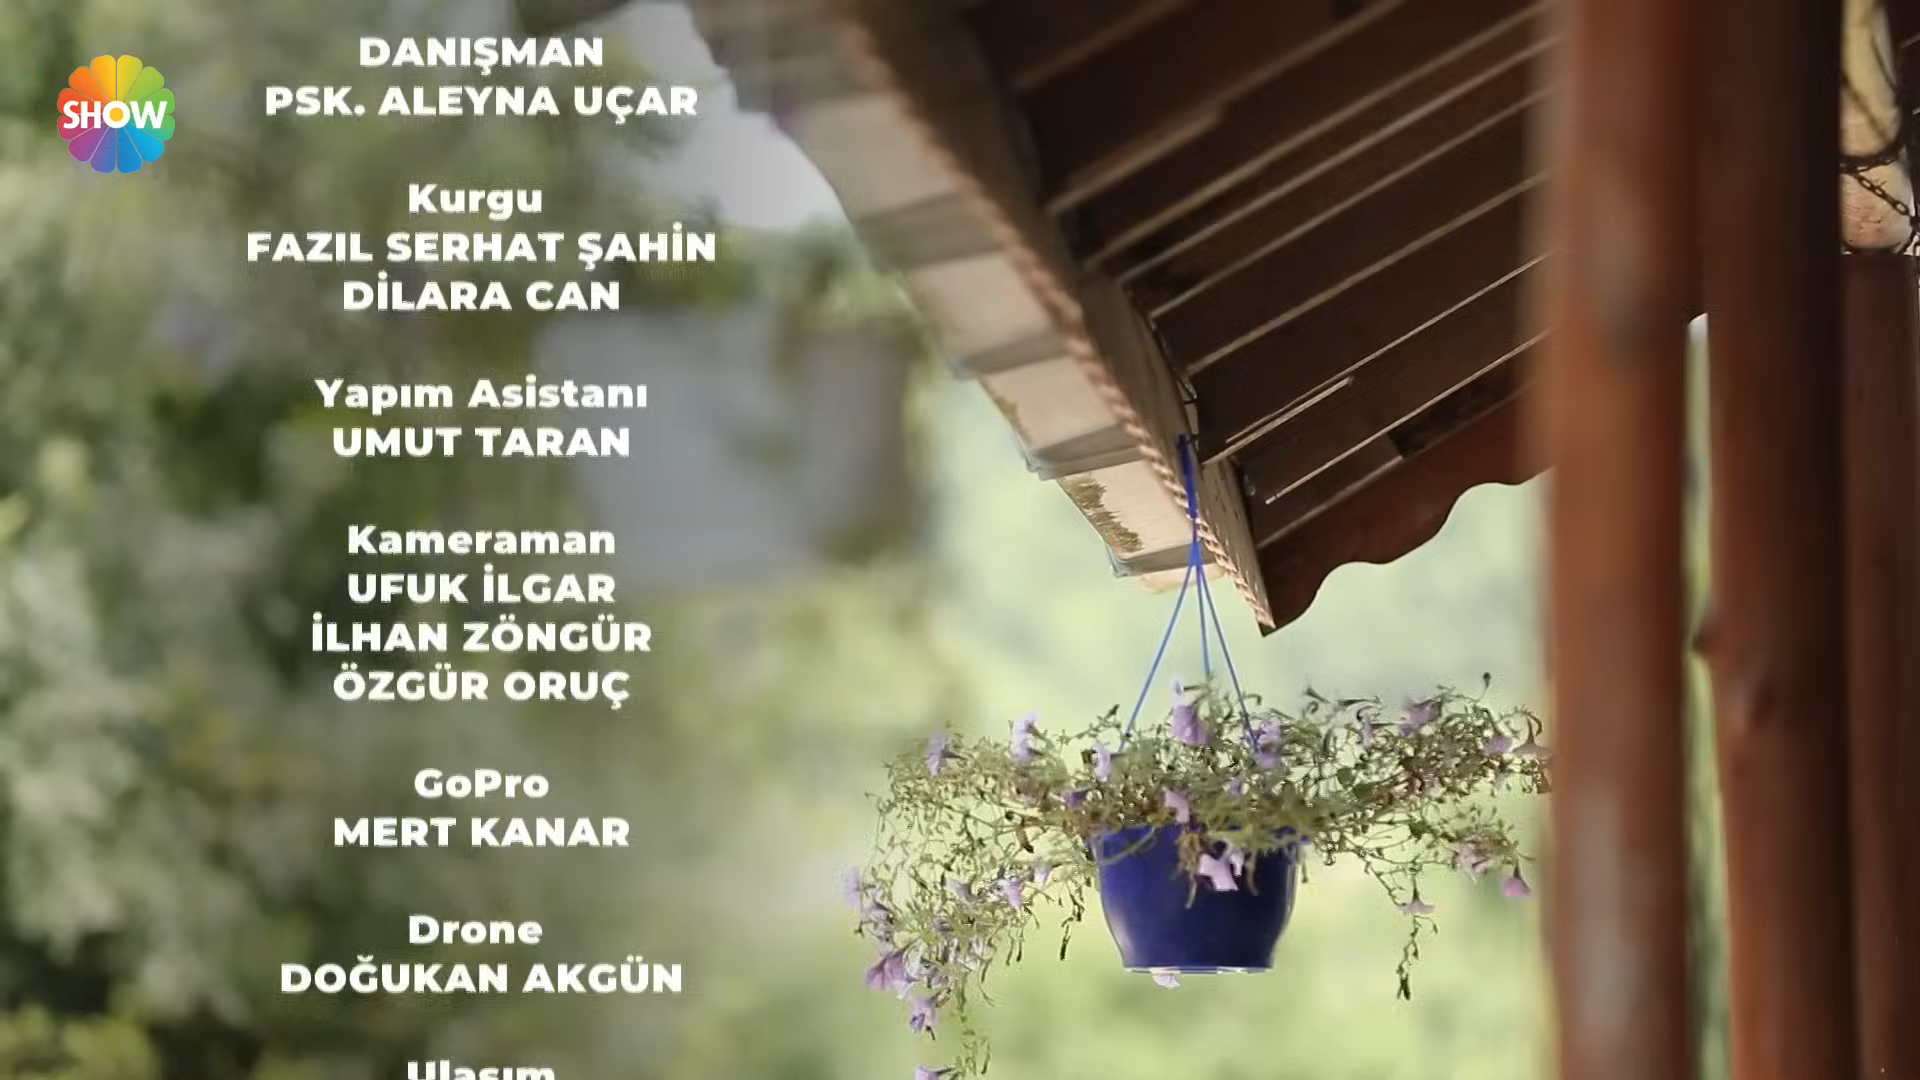 SHOW
DANIŞMAN
PSK. ALEYNA UÇAR
Kurgu
FAZIL SERHAT ŞAHİN
DİLARA CAN
Yapım Asistanı
UMUT TARAN
Kameraman
UFUK İLGAR
İLHAN ZÖNGÜR
ÖZGÜR ORUÇ
GoPro
MERT KANAR
Drone
DOĞUKAN AKGÜN
Ulaşım